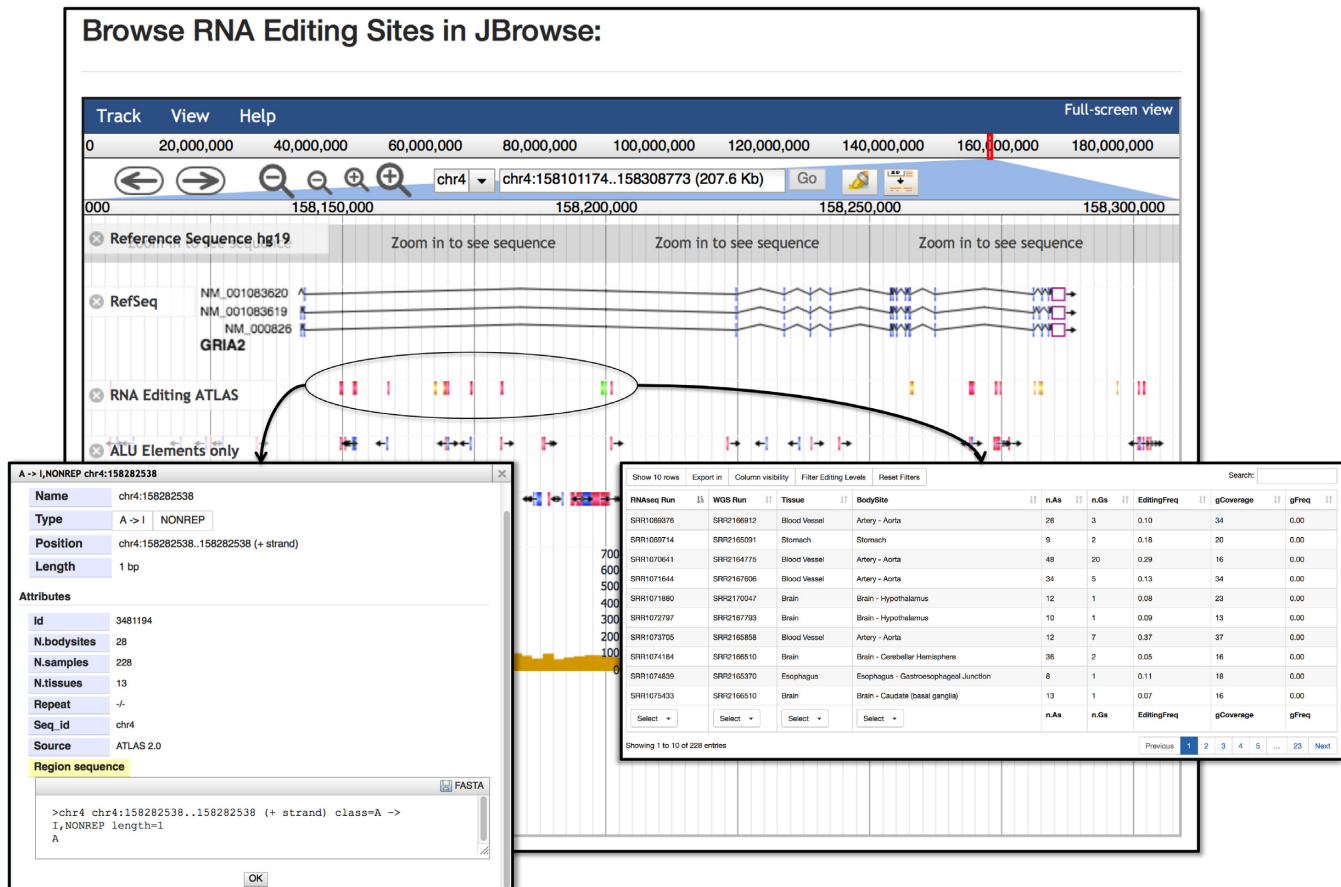 Browse RNA Editing Sites in JBrowse:
Track View Help Full-screen view
0 20,000,000 40,000,000 60,000,000 80,000,000 100,000,000 120,000,000 140,000,000 160,000,000 180,000,000
chr4 chr4:158101174..158308773 (207.6 Kb) Go
000 158,150,000 158,200,000 158,250,000 158,300,000
Reference Sequence hg19 Zoom in to see sequence Zoom in to see sequence Zoom in to see sequence
RefSeq
NM_001083620
NM_001083619
NM_000826
GRIA2
RNA Editing ATLAS
ALU Elements only
700
600
500
400
300
200
100
0
A -> I,NONREP chr4:158282538
Name chr4:158282538
Type A -> I NONREP
Position chr4:158282538..158282538 (+ strand)
Length 1 bp
Attributes
Id 3481194
N.bodysites 28
N.samples 228
N.tissues 13
Repeat -/-
Seq_id chr4
Source ATLAS 2.0
Region sequence
FASTA
>chr4 chr4:158282538..158282538 (+ strand) class=A ->
I,NONREP length=1
A
OK
Show 10 rows Export in Column visibility Filter Editing Levels Reset Filters Search:
RNAseq Run WGS Run Tissue BodySite n.As n.Gs EditingFreq gCoverage gFreq
SRR1069376 SRR2166912 Blood Vessel Artery - Aorta 26 3 0.10 34 0.00
SRR1069714 SRR2165091 Stomach Stomach 9 2 0.18 20 0.00
SRR1070641 SRR2164775 Blood Vessel Artery - Aorta 48 20 0.29 16 0.00
SRR1071644 SRR2167606 Blood Vessel Artery - Aorta 34 5 0.13 34 0.00
SRR1071880 SRR2170047 Brain Brain - Hypothalamus 12 1 0.08 23 0.00
SRR1072797 SRR2167793 Brain Brain - Hypothalamus 10 1 0.09 13 0.00
SRR1073705 SRR2165858 Blood Vessel Artery - Aorta 12 7 0.37 37 0.00
SRR1074164 SRR2166510 Brain Brain - Cerebellar Hemisphere 36 2 0.05 16 0.00
SRR1074839 SRR2165370 Esophagus Esophagus - Gastroesophageal Junction 8 1 0.11 18 0.00
SRR1075433 SRR2166510 Brain Brain - Caudate (basal ganglia) 13 1 0.07 16 0.00
Select Select Select Select n.As n.Gs EditingFreq gCoverage gFreq
Showing 1 to 10 of 228 entries Previous 1 2 3 4 5 ... 23 Next